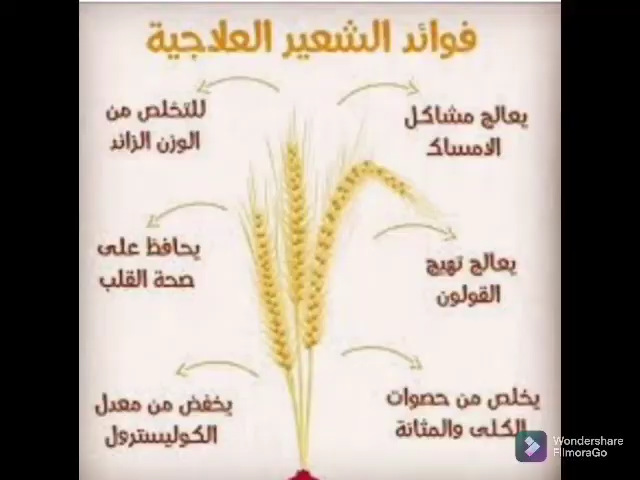 فوائد الشعير العلاجية
يعالج مشاكل
الامساك
للتخلص من
الوزن الزائد
يعالج تهيج
القولون
يحافظ على
صحة القلب
يخلص من حصوات
الكلى والمثانة
يخفض من معدل
الكوليسترول
Wondershare
FilmoraGo